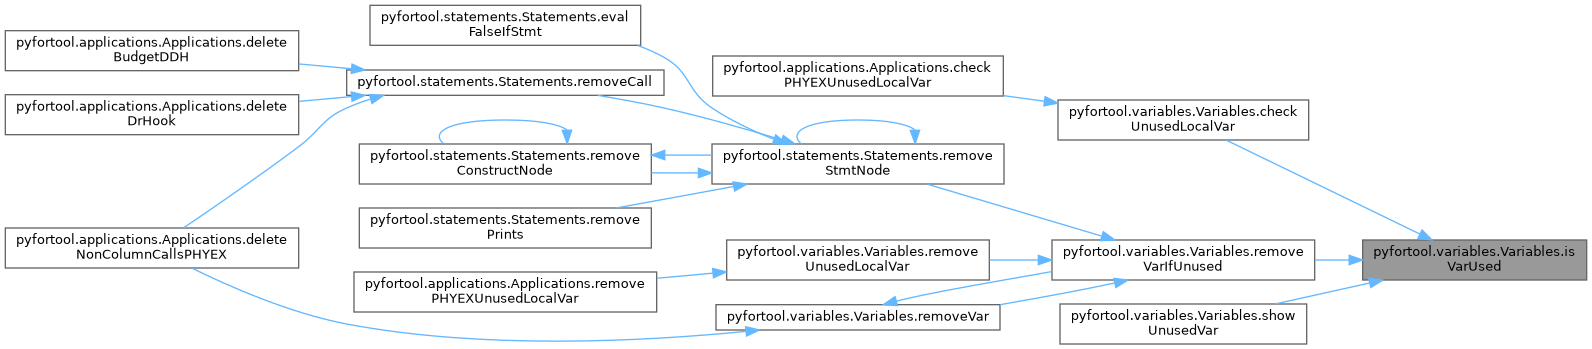 pyfortool.statements.Statements.eval
FalseIfStmt
pyfortool.applications.Applications.delete
BudgetDDH
pyfortool.statements.Statements.removeCall
pyfortool.applications.Applications.delete
DrHook
pyfortool.applications.Applications.check
PHYEXUnusedLocalVar
pyfortool.variables.Variables.check
UnusedLocalVar
pyfortool.statements.Statements.remove
ConstructNode
pyfortool.statements.Statements.remove
StmtNode
pyfortool.statements.Statements.remove
Prints
pyfortool.applications.Applications.delete
NonColumnCallsPHYEX
pyfortool.variables.Variables.remove
UnusedLocalVar
pyfortool.variables.Variables.remove
VarIfUnused
pyfortool.variables.Variables.is
VarUsed
pyfortool.applications.Applications.remove
PHYEXUnusedLocalVar
pyfortool.variables.Variables.removeVar
pyfortool.variables.Variables.show
UnusedVar